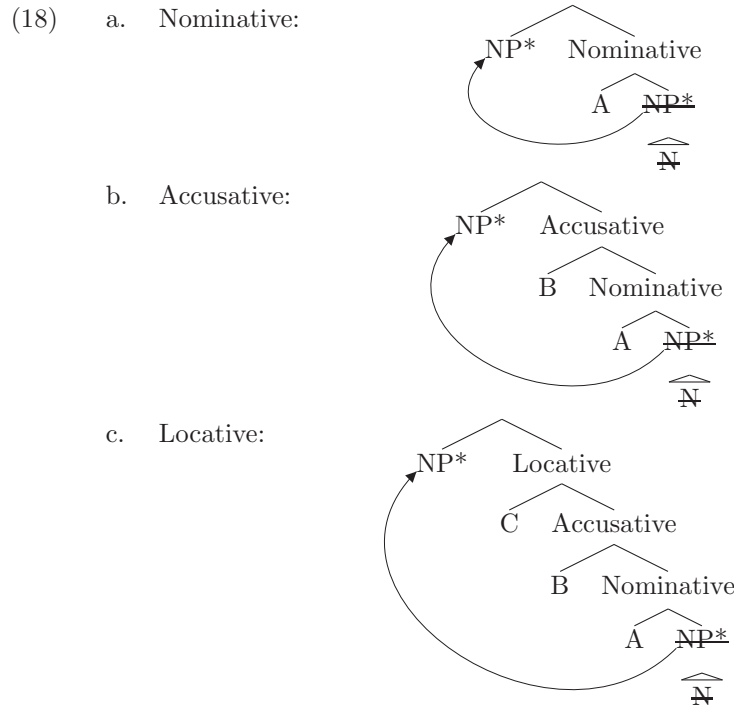 (18) a. Nominative:
NP* Nominative
A NP*
N
b. Accusative:
NP* Accusative
B Nominative
A NP*
N
c. Locative:
NP* Locative
C Accusative
B Nominative
A NP*
N